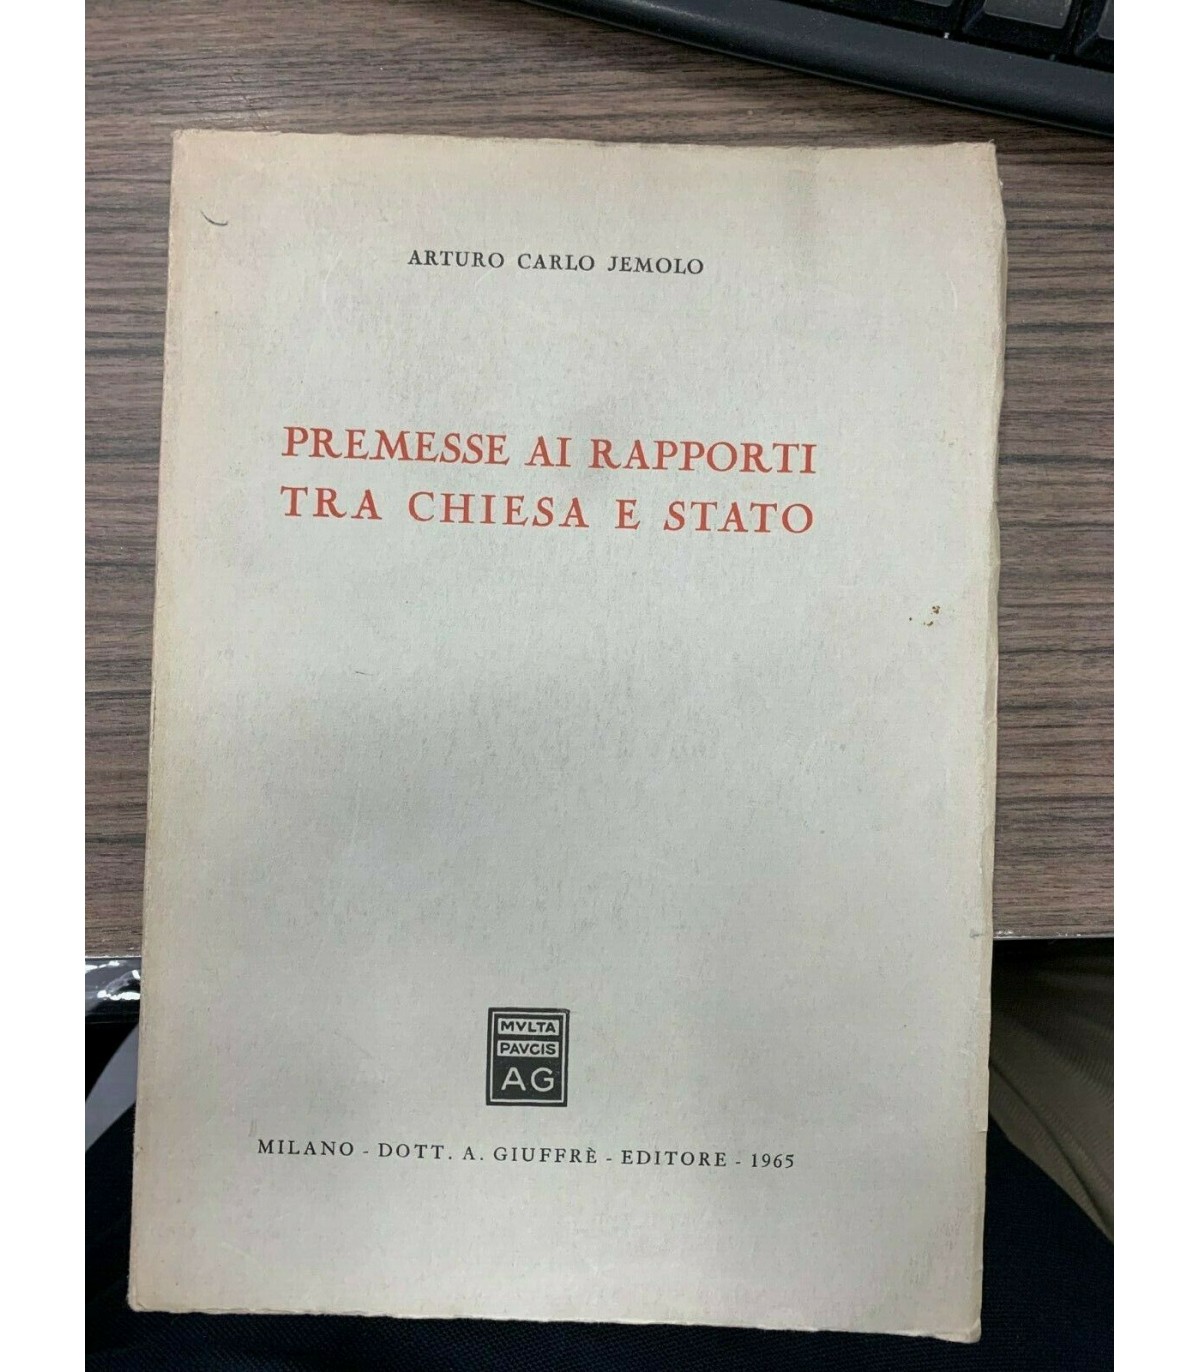 ARTURO CARLO JEMOLO
PREMESSE AI RAPPORTI
TRA CHIESA E STATO
MVLTA
PAVCIS
AG
MILANO - DOTT. A. GIUFFRÈ - EDITORE - 1965